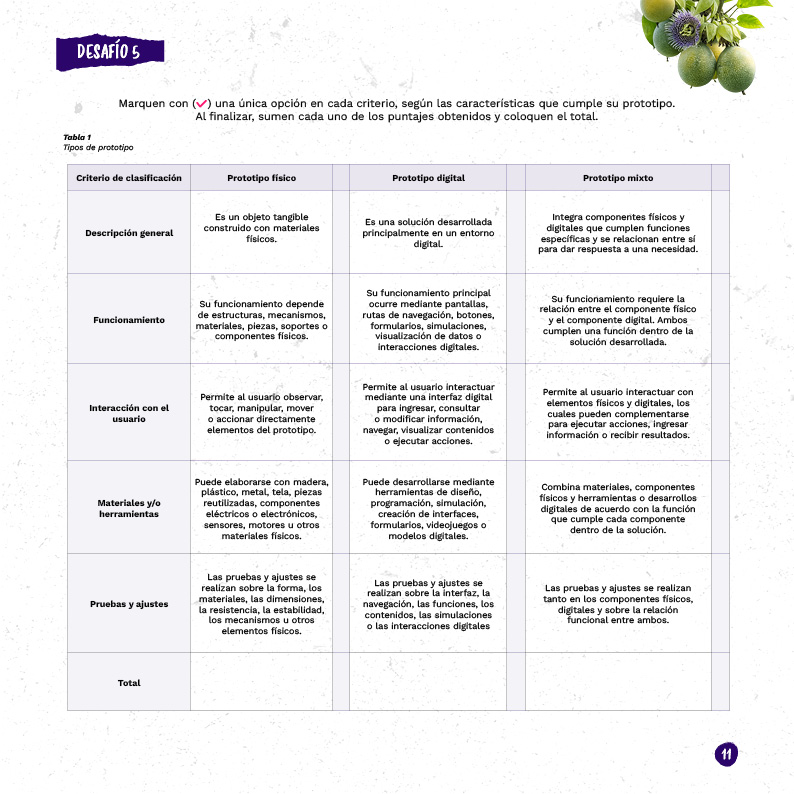 DESAFÍO 5
Marquen con (✓) una única opción en cada criterio, según las características que cumple su prototipo.
Al finalizar, sumen cada uno de los puntajes obtenidos y coloquen el total.
Tabla 1
Tipos de prototipo
Criterio de clasificación
Prototipo físico
Prototipo digital
Prototipo mixto
Descripción general
Es un objeto tangible
construido con materiales
físicos.
Es una solución desarrollada
principalmente en un entorno
digital.
Integra componentes físicos y
digitales que cumplen funciones
específicas y se relacionan entre sí
para dar respuesta a una necesidad.
Funcionamiento
Su funcionamiento depende
de estructuras, mecanismos,
materiales, piezas, soportes o
componentes físicos.
Su funcionamiento principal
ocurre mediante pantallas,
rutas de navegación, botones,
formularios, simulaciones,
visualización de datos o
interacciones digitales.
Su funcionamiento requiere la
relación entre el componente físico
y el componente digital. Ambos
cumplen una función dentro de la
solución desarrollada.
Interacción con el
usuario
Permite al usuario observar,
tocar, manipular, mover
o accionar directamente
elementos del prototipo.
Permite al usuario interactuar
mediante una interfaz digital
para ingresar, consultar
o modificar información,
navegar, visualizar contenidos
o ejecutar acciones.
Permite al usuario interactuar con
elementos físicos y digitales, los
cuales pueden complementarse
para ejecutar acciones, ingresar
información o recibir resultados.
Materiales y/o
herramientas
Puede elaborarse con madera,
plástico, metal, tela, piezas
reutilizadas, componentes
eléctricos o electrónicos,
sensores, motores u otros
materiales físicos.
Puede desarrollarse mediante
herramientas de diseño,
programación, simulación,
creación de interfaces,
formularios, videojuegos o
modelos digitales.
Combina materiales, componentes
físicos y herramientas o desarrollos
digitales de acuerdo con la función
que cumple cada componente
dentro de la solución.
Pruebas y ajustes
Las pruebas y ajustes se
realizan sobre la forma, los
materiales, las dimensiones,
la resistencia, la estabilidad,
los mecanismos u otros
elementos físicos.
Las pruebas y ajustes se
realizan sobre la interfaz, la
navegación, las funciones, los
contenidos, las simulaciones
o las interacciones digitales
Las pruebas y ajustes se realizan
tanto en los componentes físicos,
digitales y sobre la relación
funcional entre ambos.
Total
11